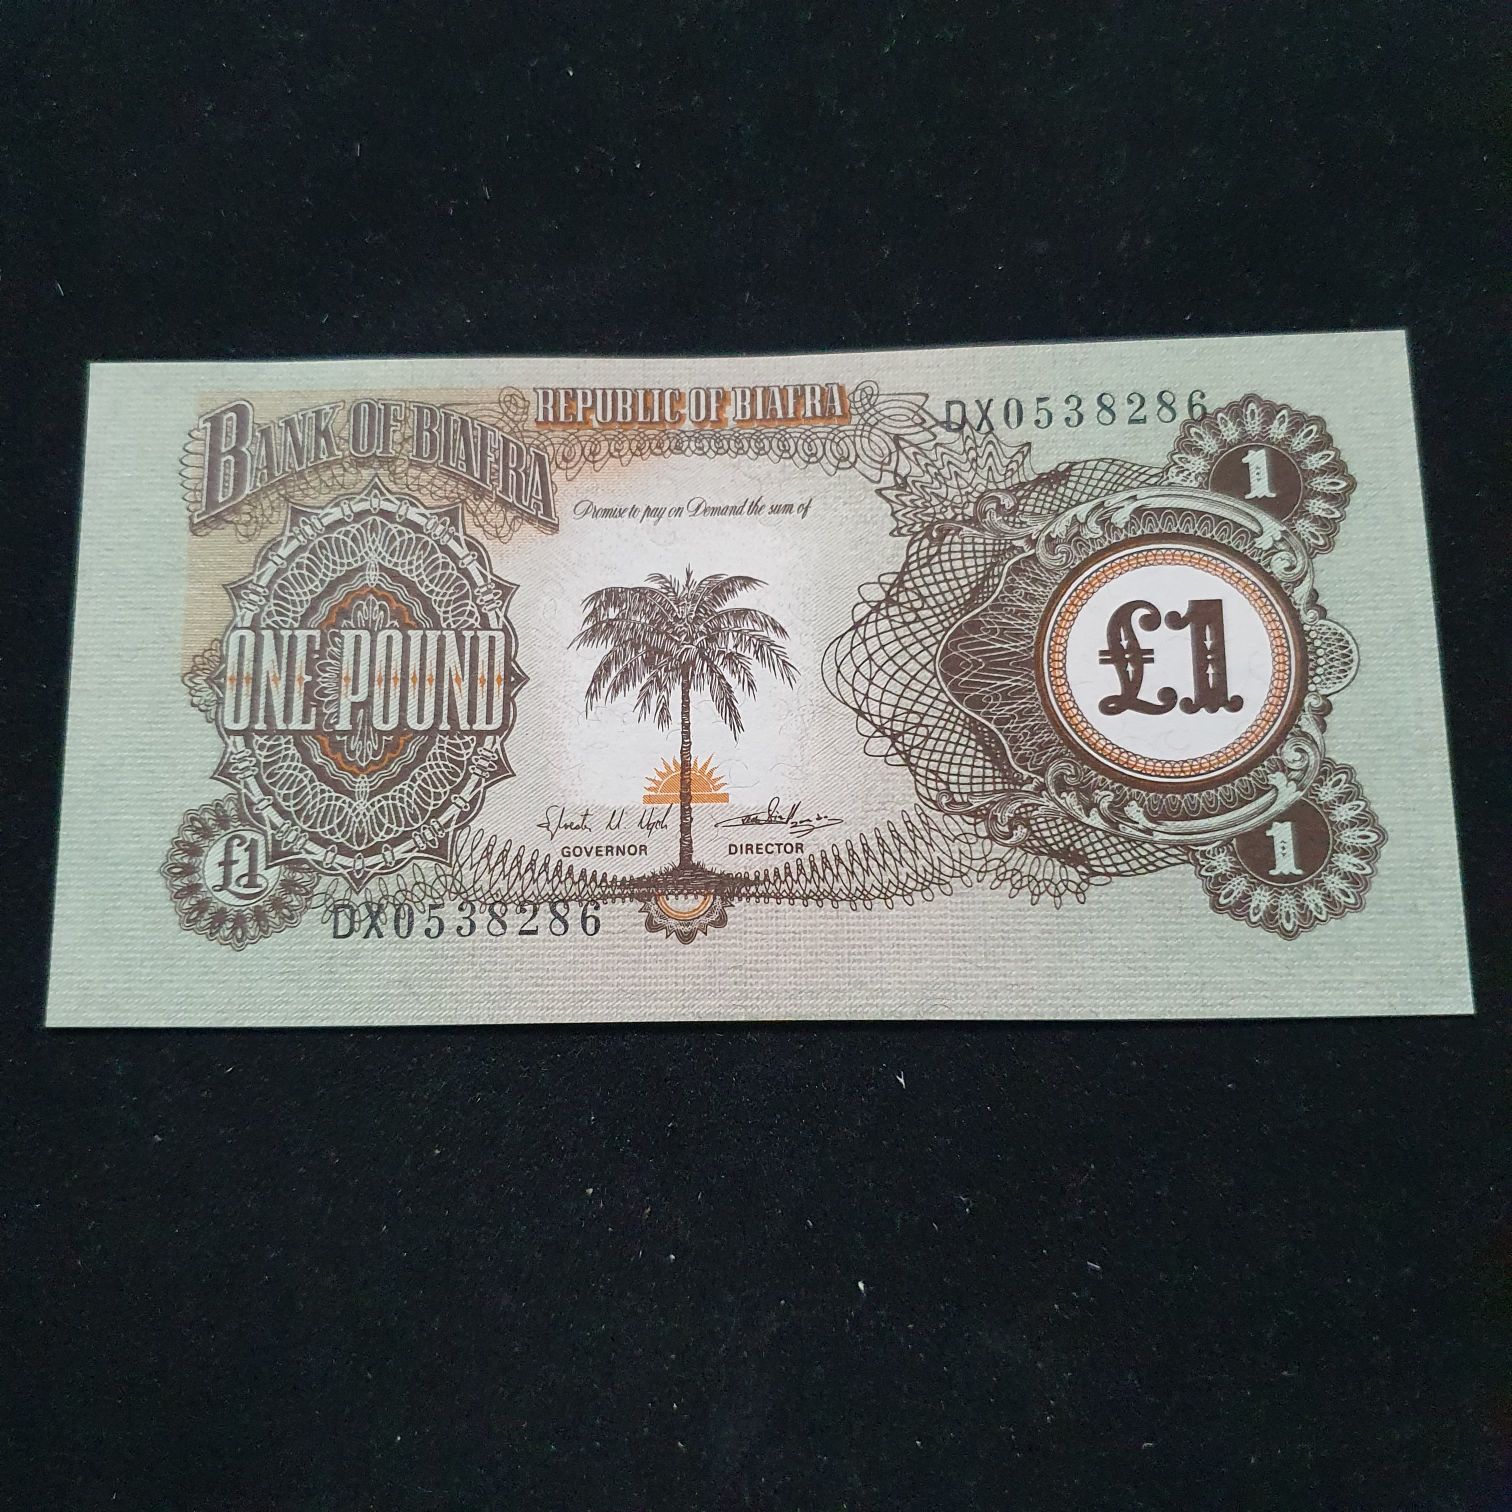 BANK OF BIAFRA
REPUBLIC OF BIAFRA
DX0538286
1
Promise to pay on Demand the sum of
ONE POUND
£1
GOVERNOR
DIRECTOR
£1
1
DX0538286